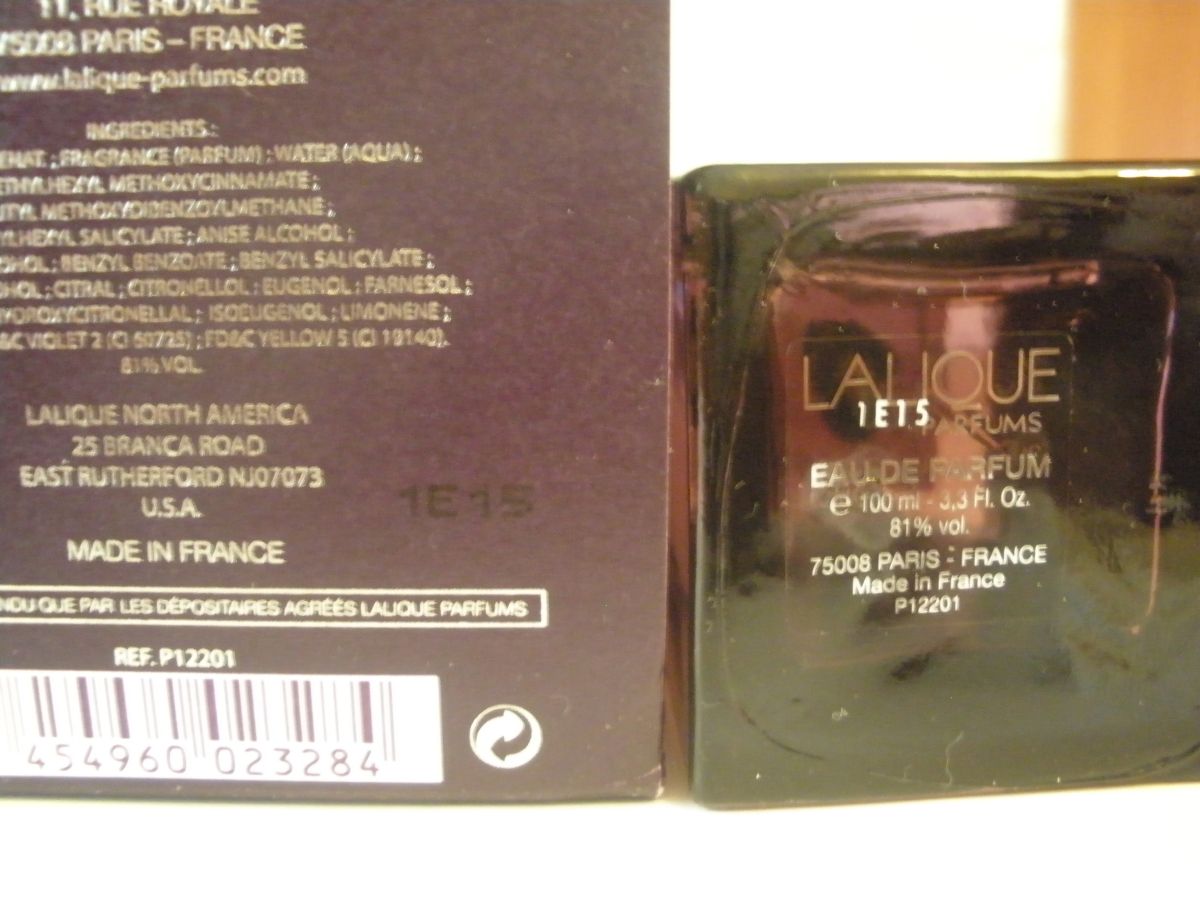 11, RUE ROYALE
75008 PARIS – FRANCE
www.lalique-parfums.com
INGREDIENTS :
; FRAGRANCE (PARFUM) ; WATER (AQUA) ;
METHOXYCINNAMATE ;
METHOXYDIBENZOYLMETHANE ;
SALICYLATE ; ANISE ALCOHOL ;
; BENZYL BENZOATE ; BENZYL SALICYLATE ;
; CITRAL ; CITRONELLOL ; EUGENOL ; FARNESOL ;
; ISOEUGENOL ; LIMONENE ;
VIOLET 2 (CI 60725) ; FD&C YELLOW 5 (CI 19140).
81% VOL.
LALIQUE NORTH AMERICA
25 BRANCA ROAD
EAST RUTHERFORD NJ07073
U.S.A.
1E15
MADE IN FRANCE
QUE PAR LES DÉPOSITAIRES AGRÉÉS LALIQUE PARFUMS
REF. P12201
454960 023284
LALIQUE
1E15
PARFUMS
EAU DE PARFUM
e 100 ml - 3,3 Fl. Oz.
81% vol.
75008 PARIS - FRANCE
Made in France
P12201